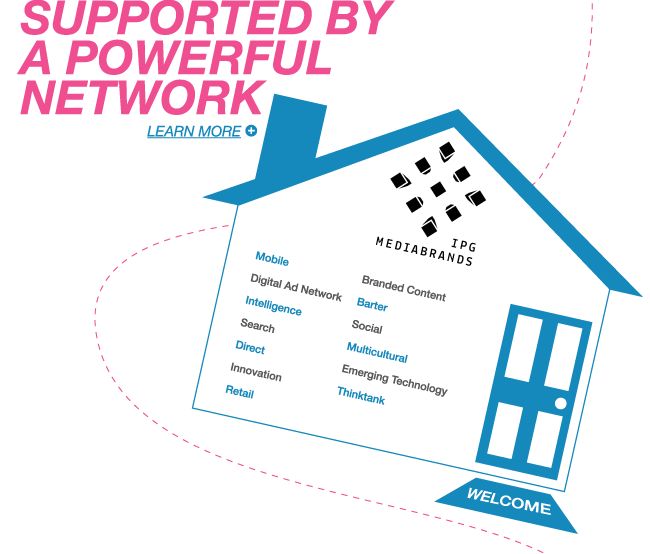 SUPPORTED BY
A POWERFUL
NETWORK
LEARN MORE
IPG
MEDIABRANDS
Mobile
Digital Ad Network
Intelligence
Search
Direct
Innovation
Retail
Branded Content
Barter
Social
Multicultural
Emerging Technology
Thinktank
WELCOME